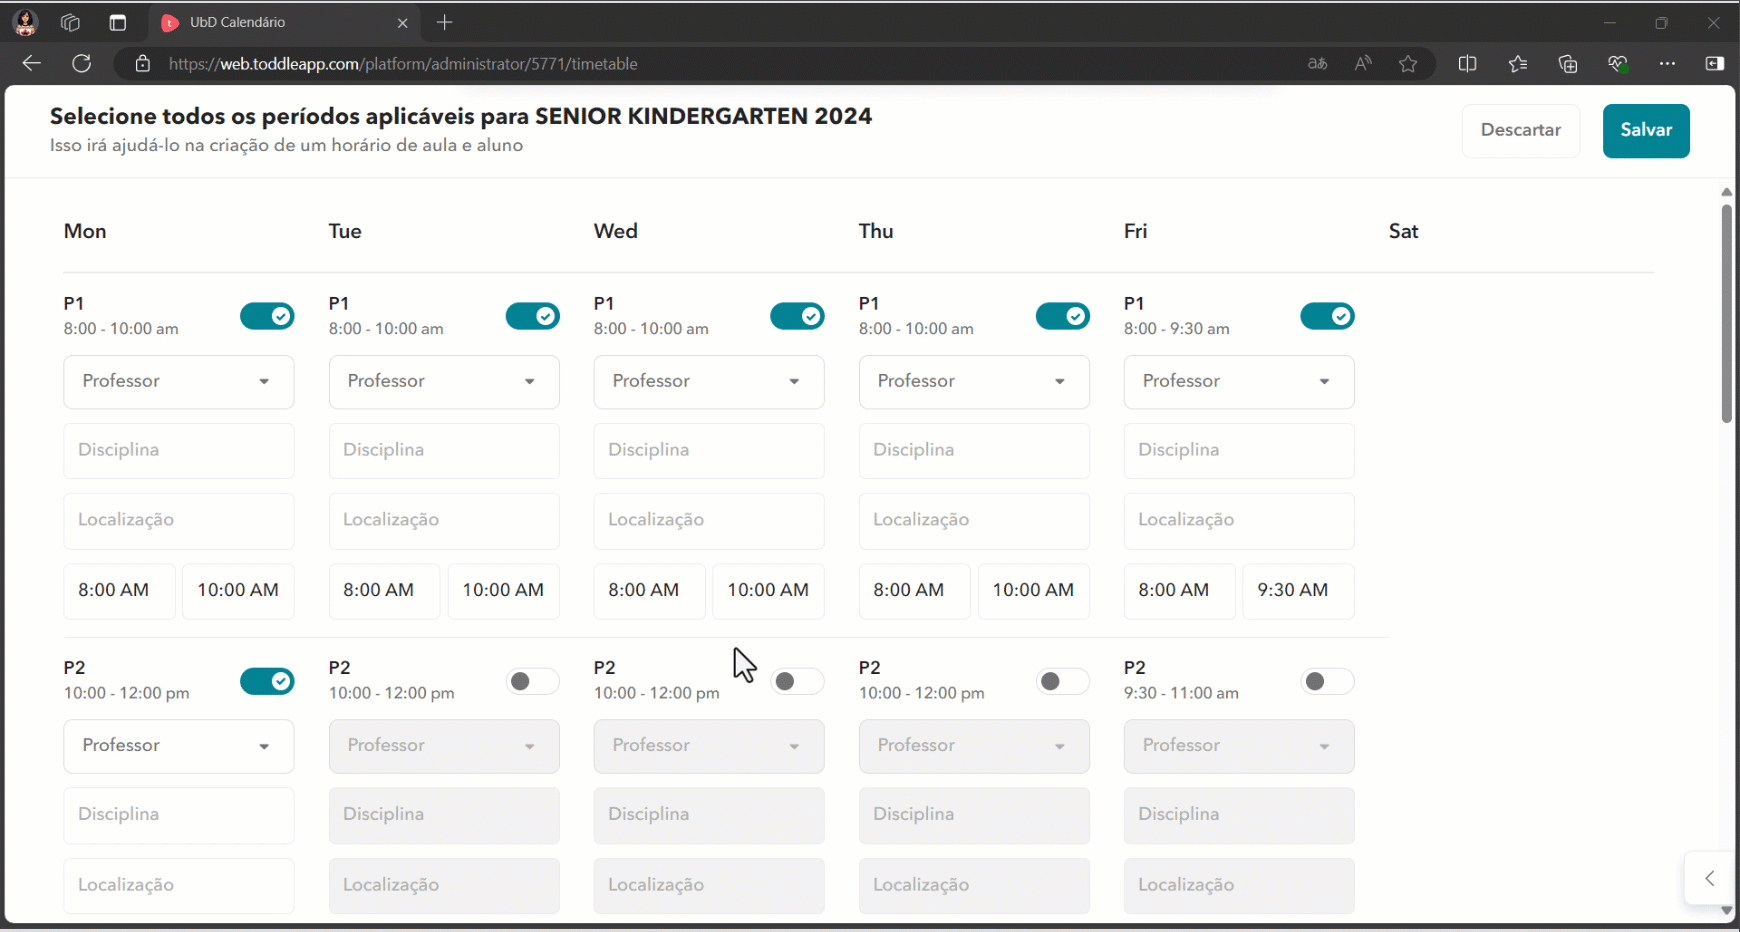 UbD Calendário
https://web.toddleapp.com/platform/administrator/5771/timetable
Selecione todos os períodos aplicáveis para SENIOR KINDERGARTEN 2024
Isso irá ajudá-lo na criação de um horário de aula e aluno
Descartar
Salvar
Mon Tue Wed Thu Fri Sat
P1 P1 P1 P1 P1
8:00 - 10:00 am 8:00 - 10:00 am 8:00 - 10:00 am 8:00 - 10:00 am 8:00 - 9:30 am
Professor Professor Professor Professor Professor
Disciplina Disciplina Disciplina Disciplina Disciplina
Localização Localização Localização Localização Localização
8:00 AM 10:00 AM 8:00 AM 10:00 AM 8:00 AM 10:00 AM 8:00 AM 10:00 AM 8:00 AM 9:30 AM
P2 P2 P2 P2 P2
10:00 - 12:00 pm 10:00 - 12:00 pm 10:00 - 12:00 pm 10:00 - 12:00 pm 9:30 - 11:00 am
Professor Professor Professor Professor Professor
Disciplina Disciplina Disciplina Disciplina Disciplina
Localização Localização Localização Localização Localização